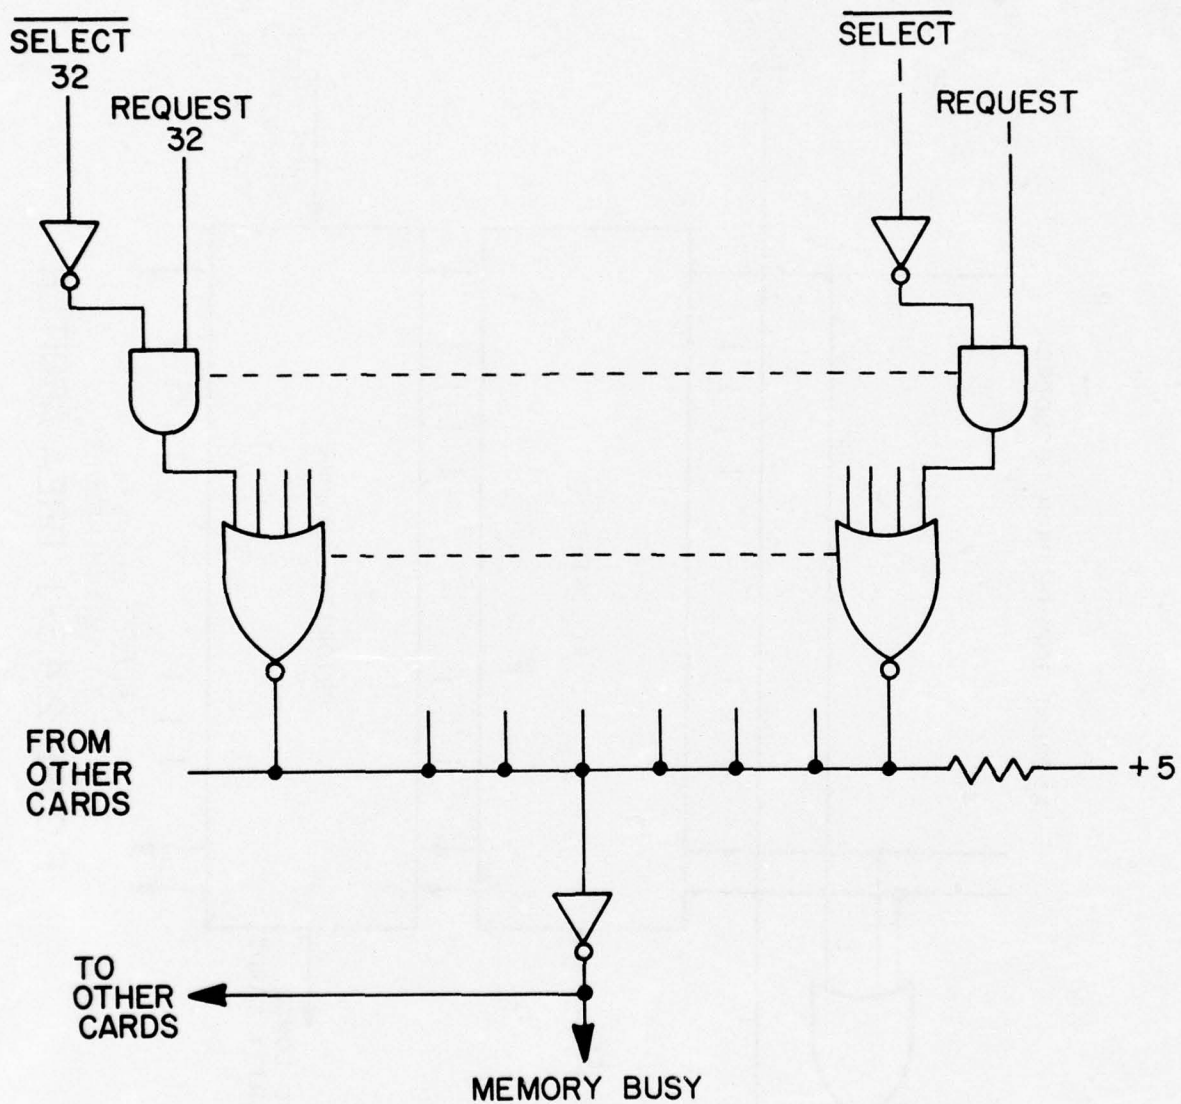 SELECT
32
REQUEST
32
SELECT
1
REQUEST
1
FROM
OTHER
CARDS
+5
TO
OTHER
CARDS
MEMORY BUSY